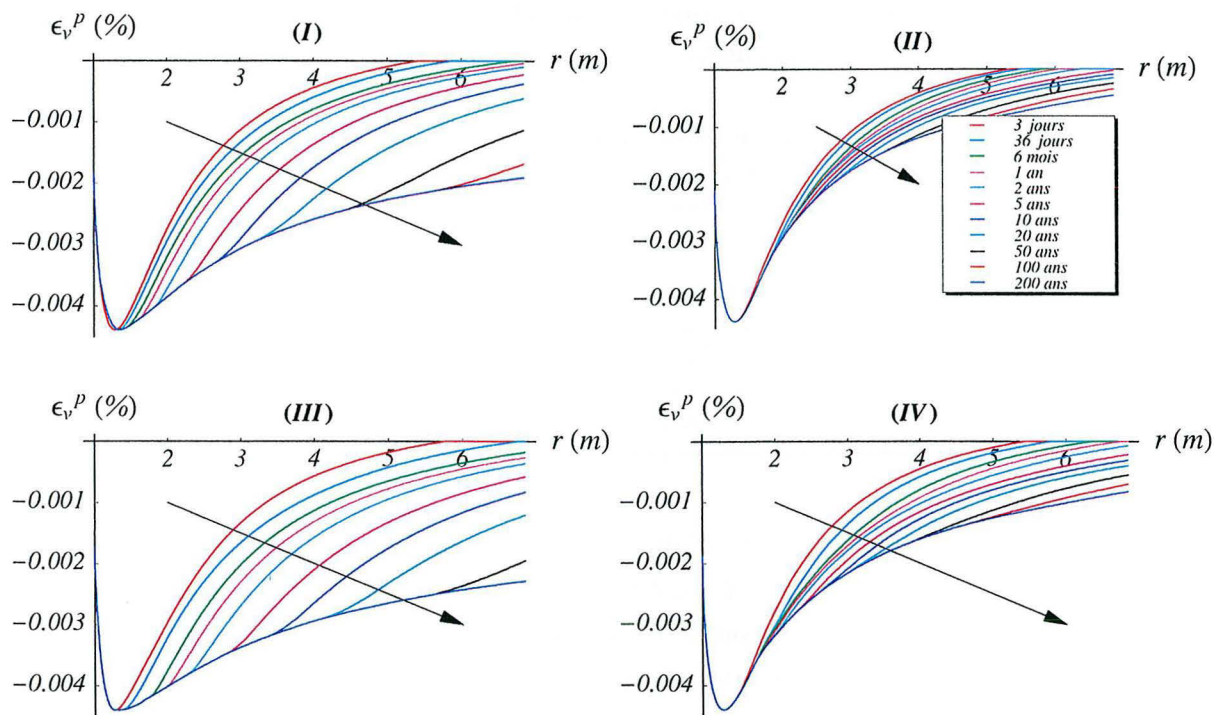 ϵᵥᵖ (%)
(I)
r (m)
2 3 4 5 6
−0.001
−0.002
−0.003
−0.004
ϵᵥᵖ (%)
(II)
r (m)
2 3 4 5 6
−0.001
−0.002
−0.003
−0.004
3 jours
36 jours
6 mois
1 an
2 ans
5 ans
10 ans
20 ans
50 ans
100 ans
200 ans
ϵᵥᵖ (%)
(III)
r (m)
2 3 4 5 6
−0.001
−0.002
−0.003
−0.004
ϵᵥᵖ (%)
(IV)
r (m)
2 3 4 5 6
−0.001
−0.002
−0.003
−0.004